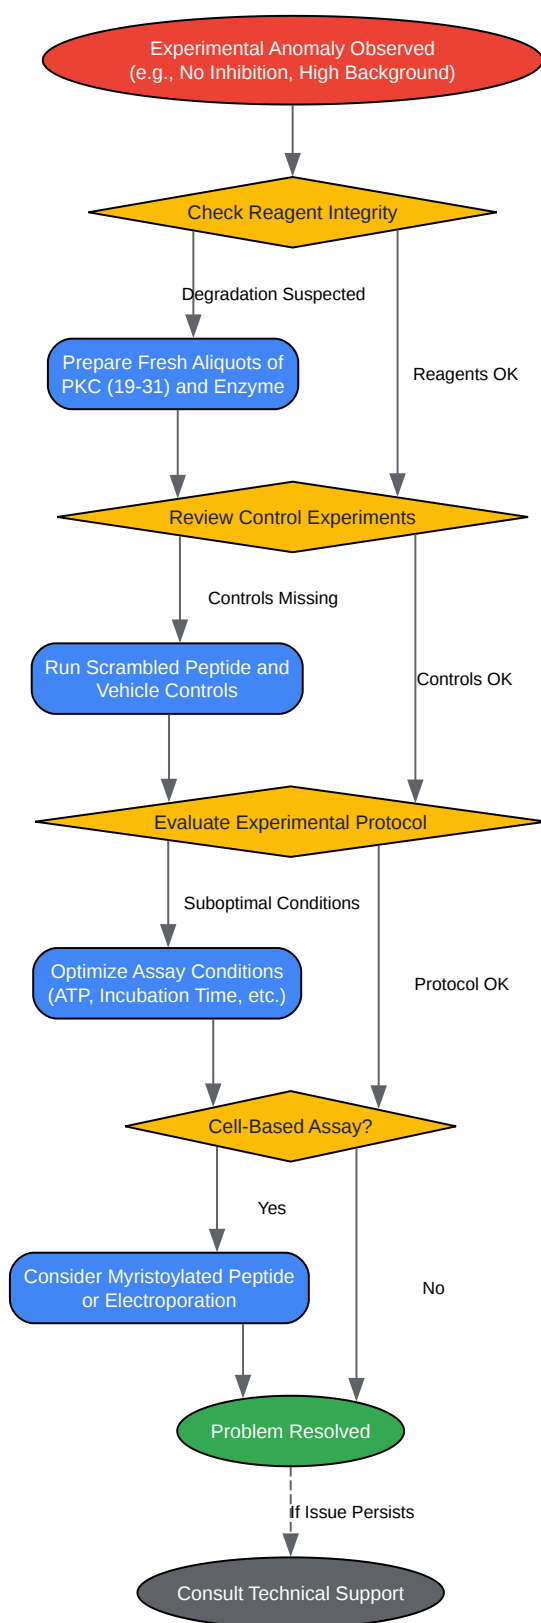 Experimental Anomaly Observed
(e.g., No Inhibition, High Background)
Check Reagent Integrity
Degradation Suspected
Prepare Fresh Aliquots of
PKC (19-31) and Enzyme
Reagents OK
Review Control Experiments
Controls Missing
Run Scrambled Peptide and
Vehicle Controls
Controls OK
Evaluate Experimental Protocol
Suboptimal Conditions
Optimize Assay Conditions
(ATP, Incubation Time, etc.)
Protocol OK
Cell-Based Assay?
Yes
Consider Myristoylated Peptide
or Electroporation
No
Problem Resolved
If Issue Persists
Consult Technical Support